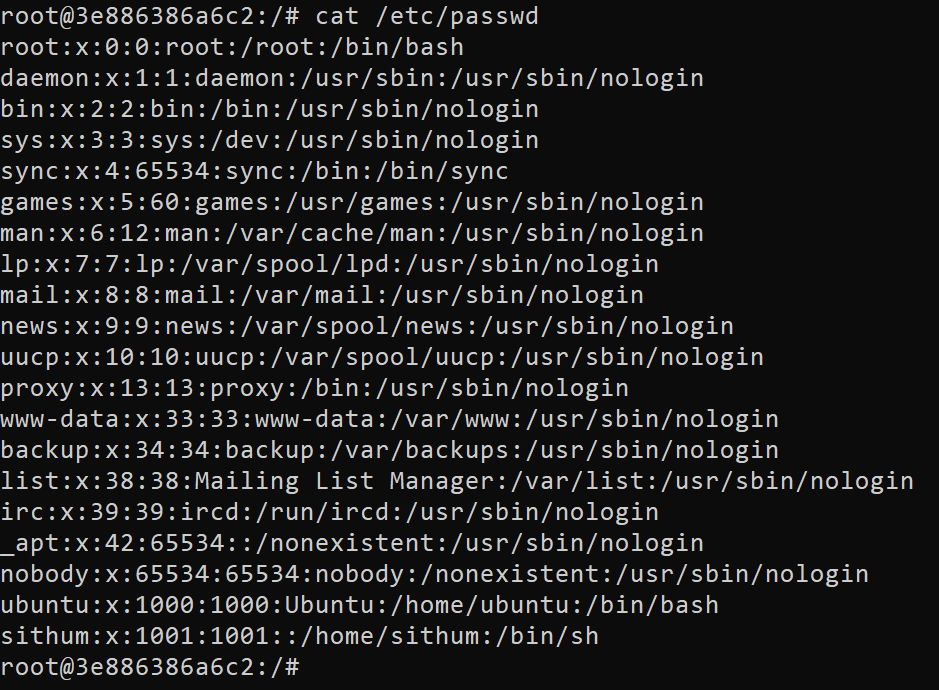 root@3e886386a6c2:/# cat /etc/passwd
root:x:0:0:root:/root:/bin/bash
daemon:x:1:1:daemon:/usr/sbin:/usr/sbin/nologin
bin:x:2:2:bin:/bin:/usr/sbin/nologin
sys:x:3:3:sys:/dev:/usr/sbin/nologin
sync:x:4:65534:sync:/bin:/bin/sync
games:x:5:60:games:/usr/games:/usr/sbin/nologin
man:x:6:12:man:/var/cache/man:/usr/sbin/nologin
lp:x:7:7:lp:/var/spool/lpd:/usr/sbin/nologin
mail:x:8:8:mail:/var/mail:/usr/sbin/nologin
news:x:9:9:news:/var/spool/news:/usr/sbin/nologin
uucp:x:10:10:uucp:/var/spool/uucp:/usr/sbin/nologin
proxy:x:13:13:proxy:/bin:/usr/sbin/nologin
www-data:x:33:33:www-data:/var/www:/usr/sbin/nologin
backup:x:34:34:backup:/var/backups:/usr/sbin/nologin
list:x:38:38:Mailing List Manager:/var/list:/usr/sbin/nologin
irc:x:39:39:ircd:/run/ircd:/usr/sbin/nologin
_apt:x:42:65534::/nonexistent:/usr/sbin/nologin
nobody:x:65534:65534:nobody:/nonexistent:/usr/sbin/nologin
ubuntu:x:1000:1000:Ubuntu:/home/ubuntu:/bin/bash
sithum:x:1001:1001::/home/sithum:/bin/sh
root@3e886386a6c2:/#